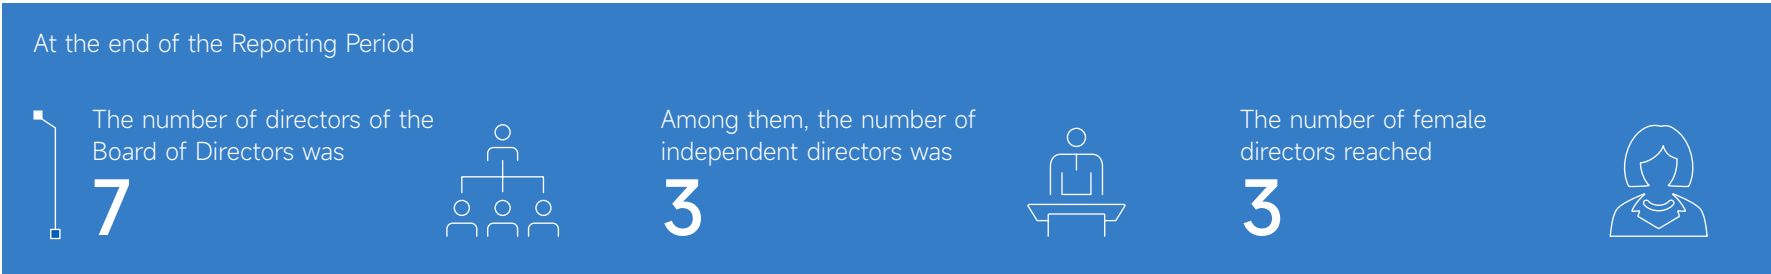 At the end of the Reporting Period
The number of directors of the
Board of Directors was
7
Among them, the number of
independent directors was
3
The number of female
directors reached
3